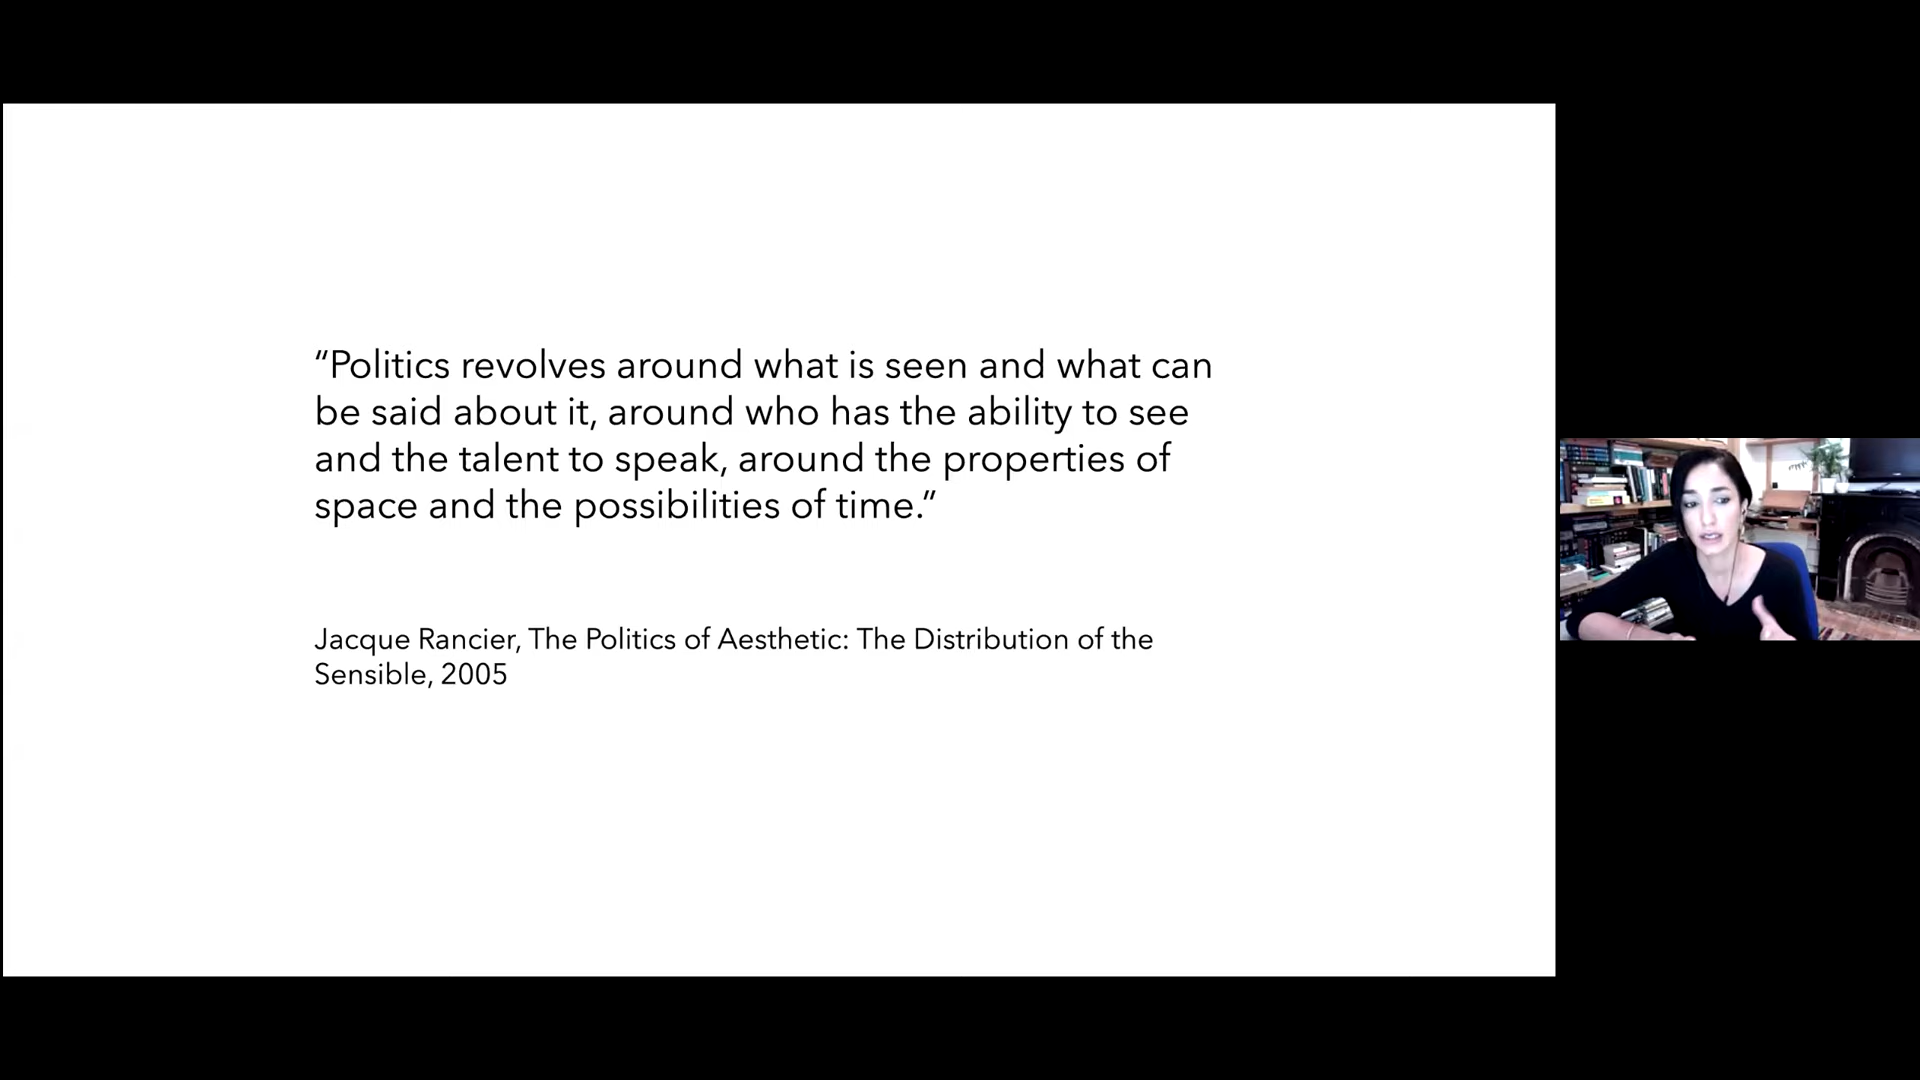 “Politics revolves around what is seen and what can
be said about it, around who has the ability to see
and the talent to speak, around the properties of
space and the possibilities of time.”
Jacque Rancier, The Politics of Aesthetic: The Distribution of the
Sensible, 2005